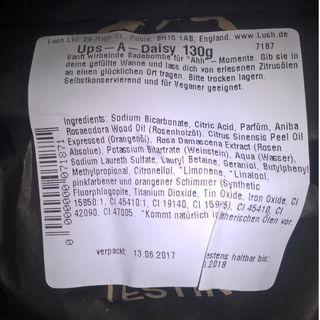 Lush Ltd. 29 High St. Poole. BH15 1AB, England. www.Lush.de
Ups-A-Daisy 130g
7187
Sanft wirbelnde Badebombe für "Ahh" - Momente. Gib sie in
deine gefüllte Wanne und lass dich von erlesenen Zitrusölen
an einen glücklichen Ort tragen. Bitte trocken lagern.
Selbstkonservierend und für Veganer geeignet.
Ingredients: Sodium Bicarbonate, Citric Acid, Parfüm, Aniba
Rosaeodora Wood Oil (Rosenholzöl), Citrus Sinensis Peel Oil
Expressed (Orangenöl), Rosa Damascena Extract (Rosen
Absolue), Potassium Bitartrate (Weinstein), Aqua (Wasser),
Sodium Laureth Sulfate, Lauryl Betaine, Geraniol, Butylphenyl
Methylpropional, Citronellol, *Limonene, *Linalool,
pinkfarbener und orangener Schimmer (Synthetic
Fluorphlogopite, Titanium Dioxide, Tin Oxide, Iron Oxide, CI
15850:1, CI 45410:1, CI 19140, CI CI 45410, CI
42090, CI 47005. *Kommt natürlich in ätherischen Ölen vor.
verpackt: 13.06.2017
estens haltbar bis:
.2018
0000000071871
TESTIN